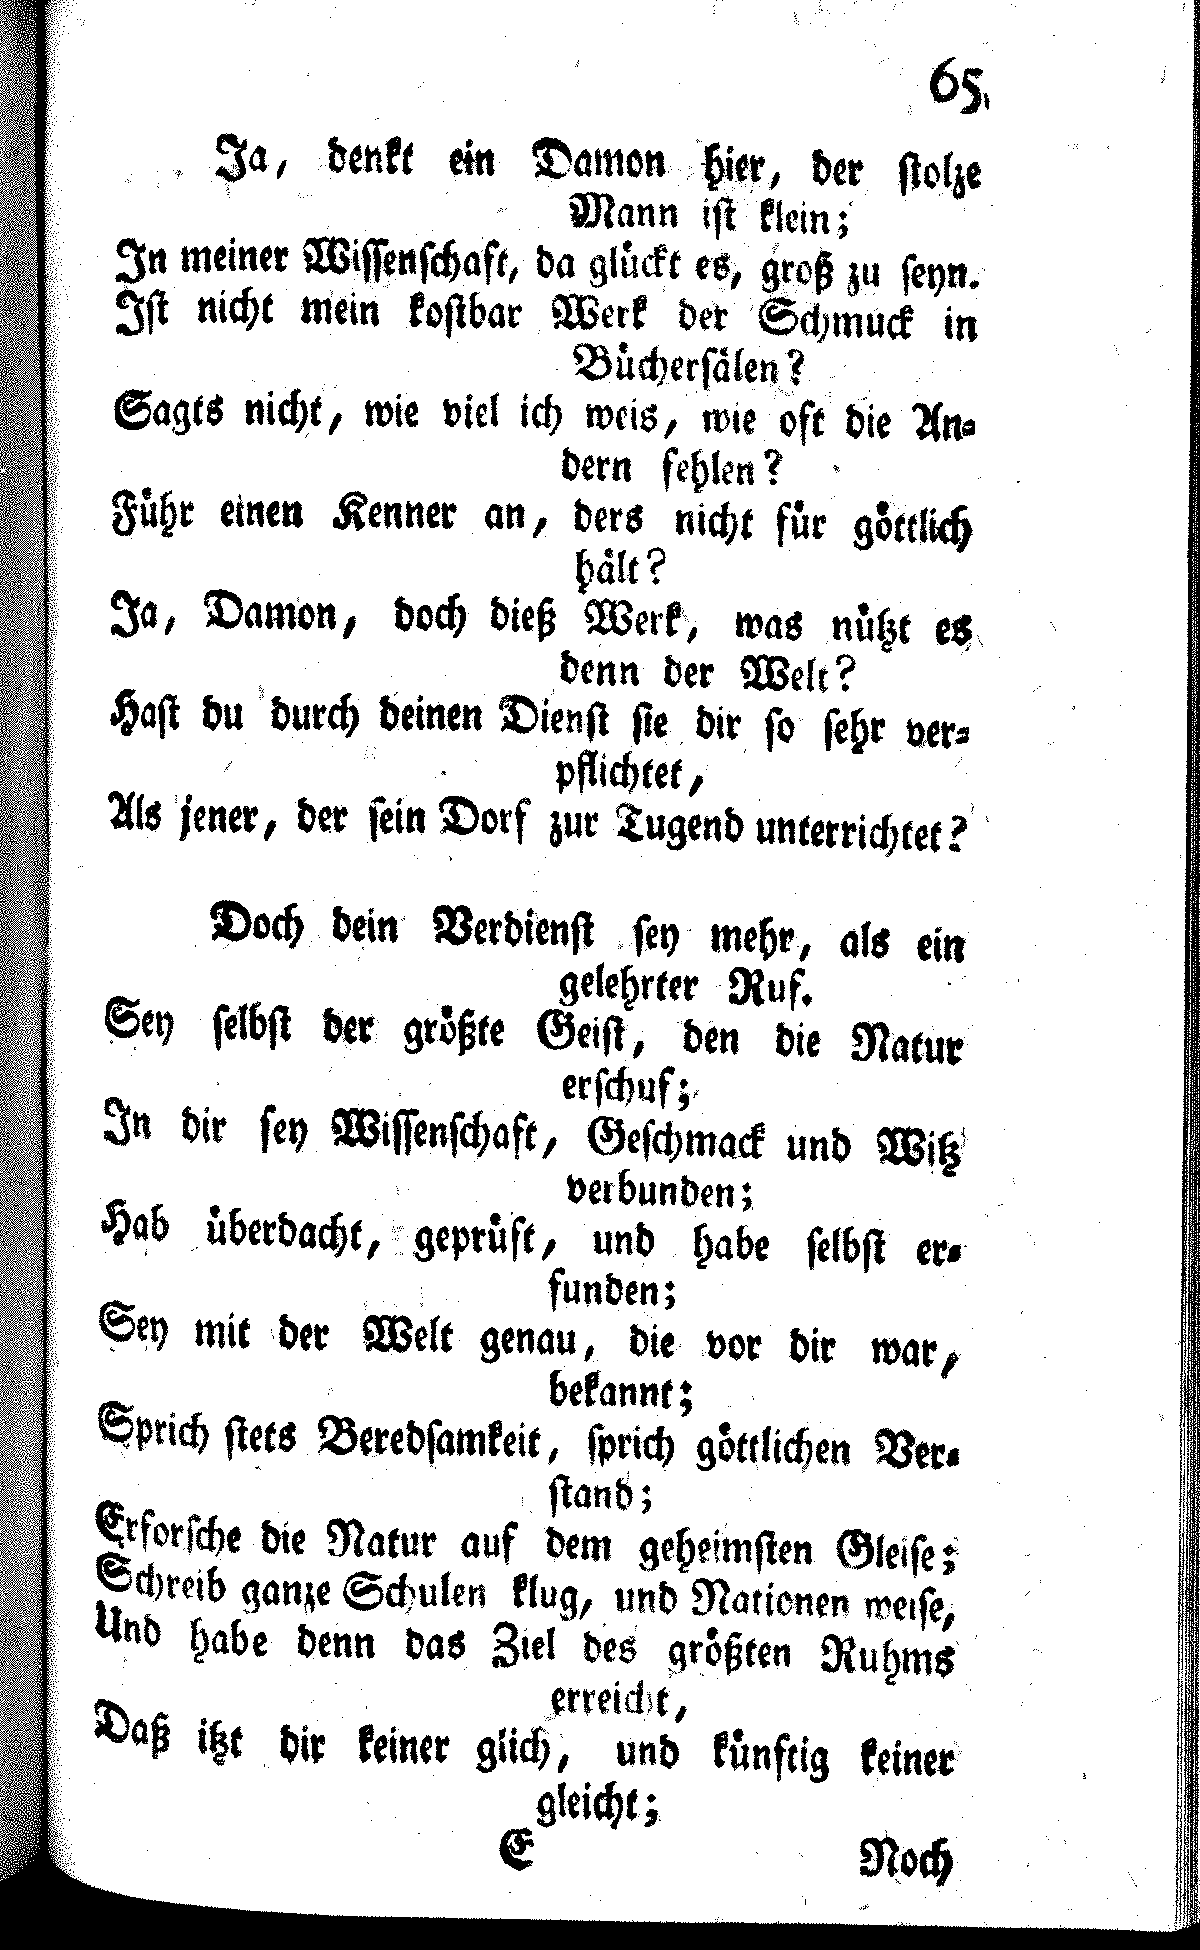 65
Ja, denkt ein Damon hier, der stolze
Mann ist klein;
In meiner Wissenschaft, da glückt es, groß zu seyn.
Ist nicht mein kostbar Werk der Schmuck in
Büchersälen?
Sagts nicht, wie viel ich weis, wie oft die An-
dern fehlen?
Führ einen Kenner an, ders nicht für göttlich
hält?
Ja, Damon, doch dieß Werk, was nützt es
denn der Welt?
Hast du durch deinen Dienst sie dir so sehr ver-
pflichtet,
Als jener, der sein Dorf zur Tugend unterrichtet?
Doch dein Verdienst sey mehr, als ein
gelehrter Ruf.
Sey selbst der größte Geist, den die Natur
erschuf;
In dir sey Wissenschaft, Geschmack und Witz
verbunden;
Hab überdacht, geprüft, und habe selbst er-
funden;
Sey mit der Welt genau, die vor dir war,
bekannt;
Sprich stets Beredsamkeit, sprich göttlichen Ver-
stand;
Erforsche die Natur auf dem geheimsten Gleise;
Schreib ganze Schulen klug, und Nationen weise,
Und habe denn das Ziel des größten Ruhms
erreicht,
Daß itzt dir keiner glich, und künftig keiner
gleicht;
E Noch